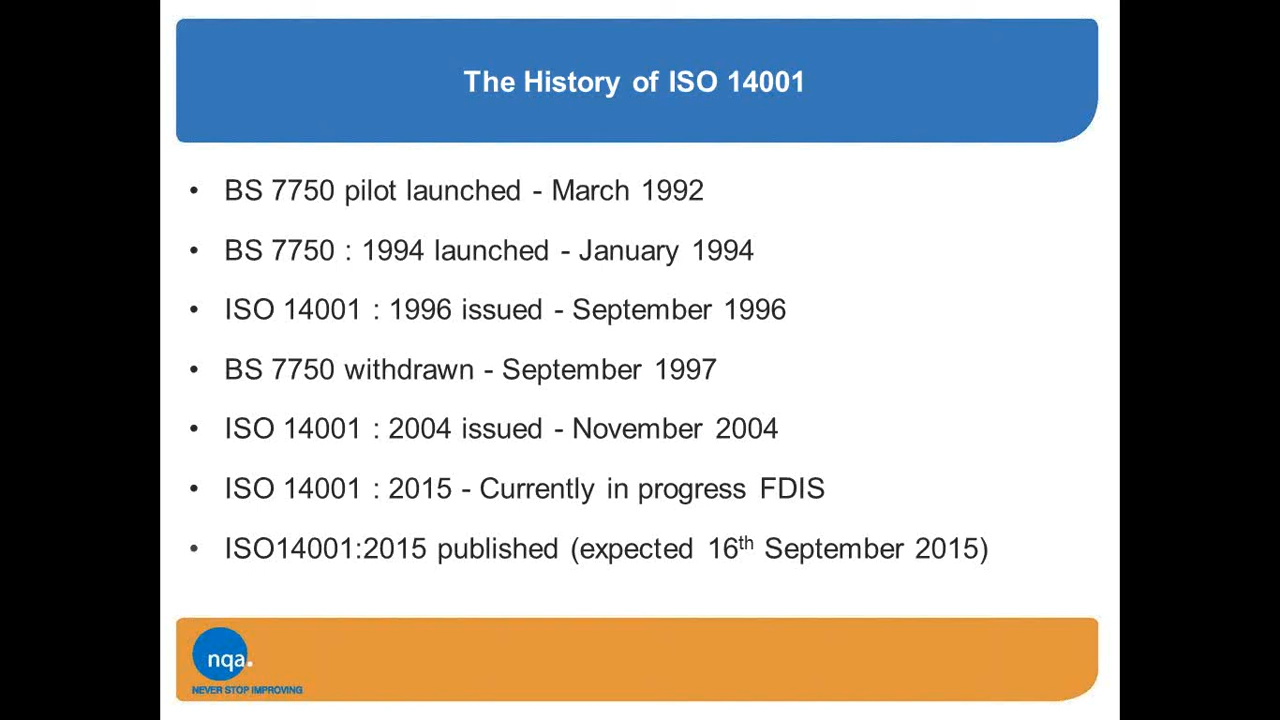 The History of ISO 14001
• BS 7750 pilot launched - March 1992
• BS 7750 : 1994 launched - January 1994
• ISO 14001 : 1996 issued - September 1996
• BS 7750 withdrawn - September 1997
• ISO 14001 : 2004 issued - November 2004
• ISO 14001 : 2015 - Currently in progress FDIS
• ISO14001:2015 published (expected 16th September 2015)
nqa.
NEVER STOP IMPROVING